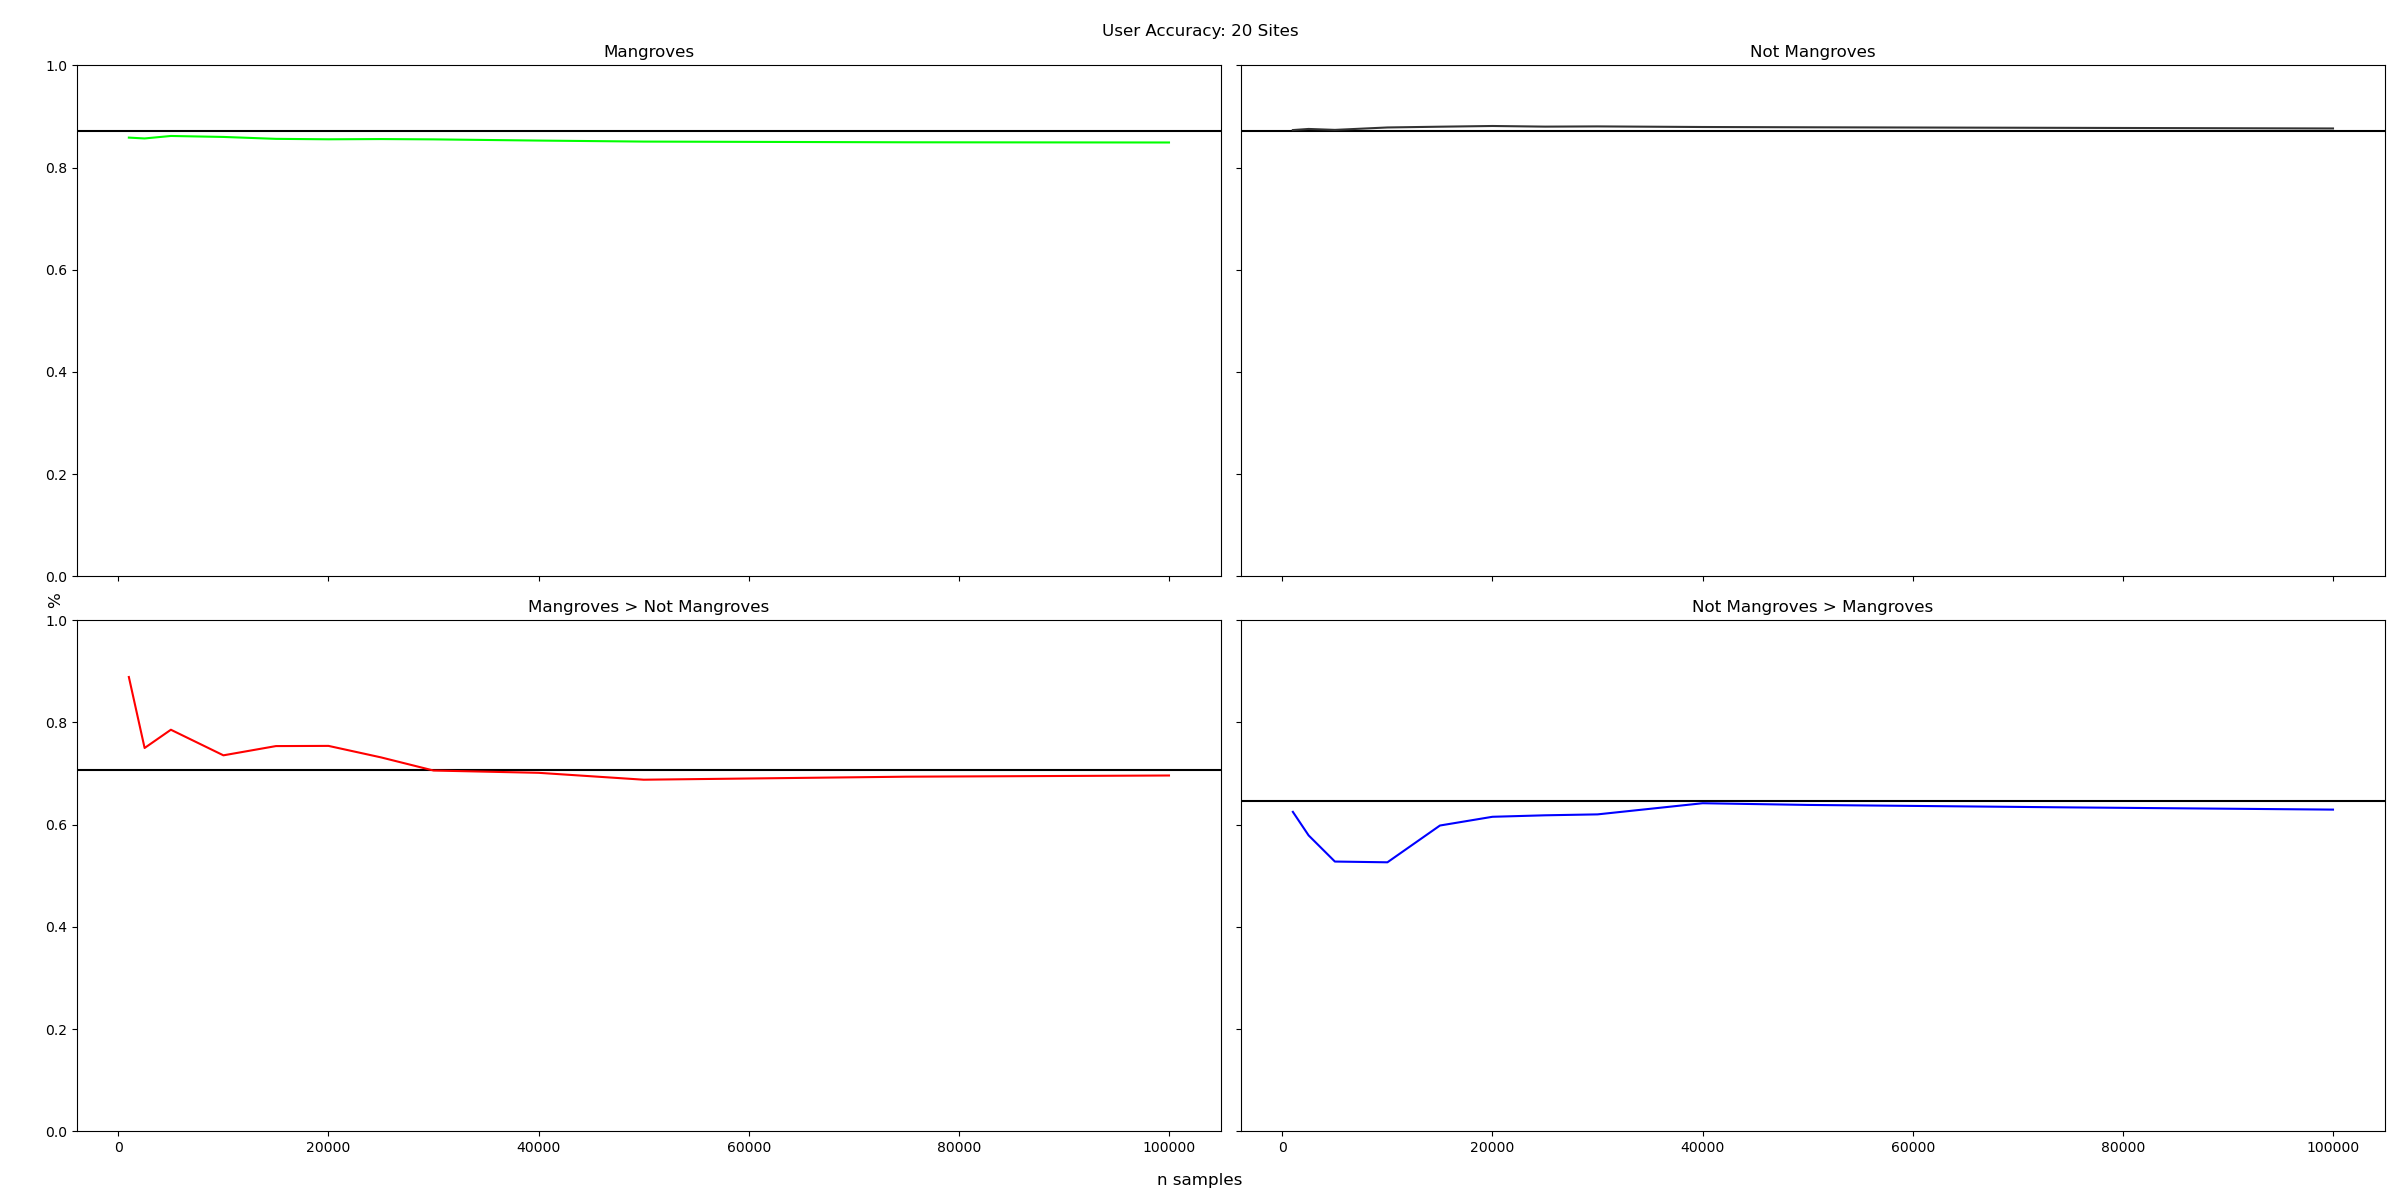 User Accuracy: 20 Sites
Mangroves
Not Mangroves
1.0
0.8
0.6
0.4
0.2
0.0
%
Mangroves > Not Mangroves
Not Mangroves > Mangroves
1.0
0.8
0.6
0.4
0.2
0.0
0 20000 40000 60000 80000 100000
0 20000 40000 60000 80000 100000
n samples